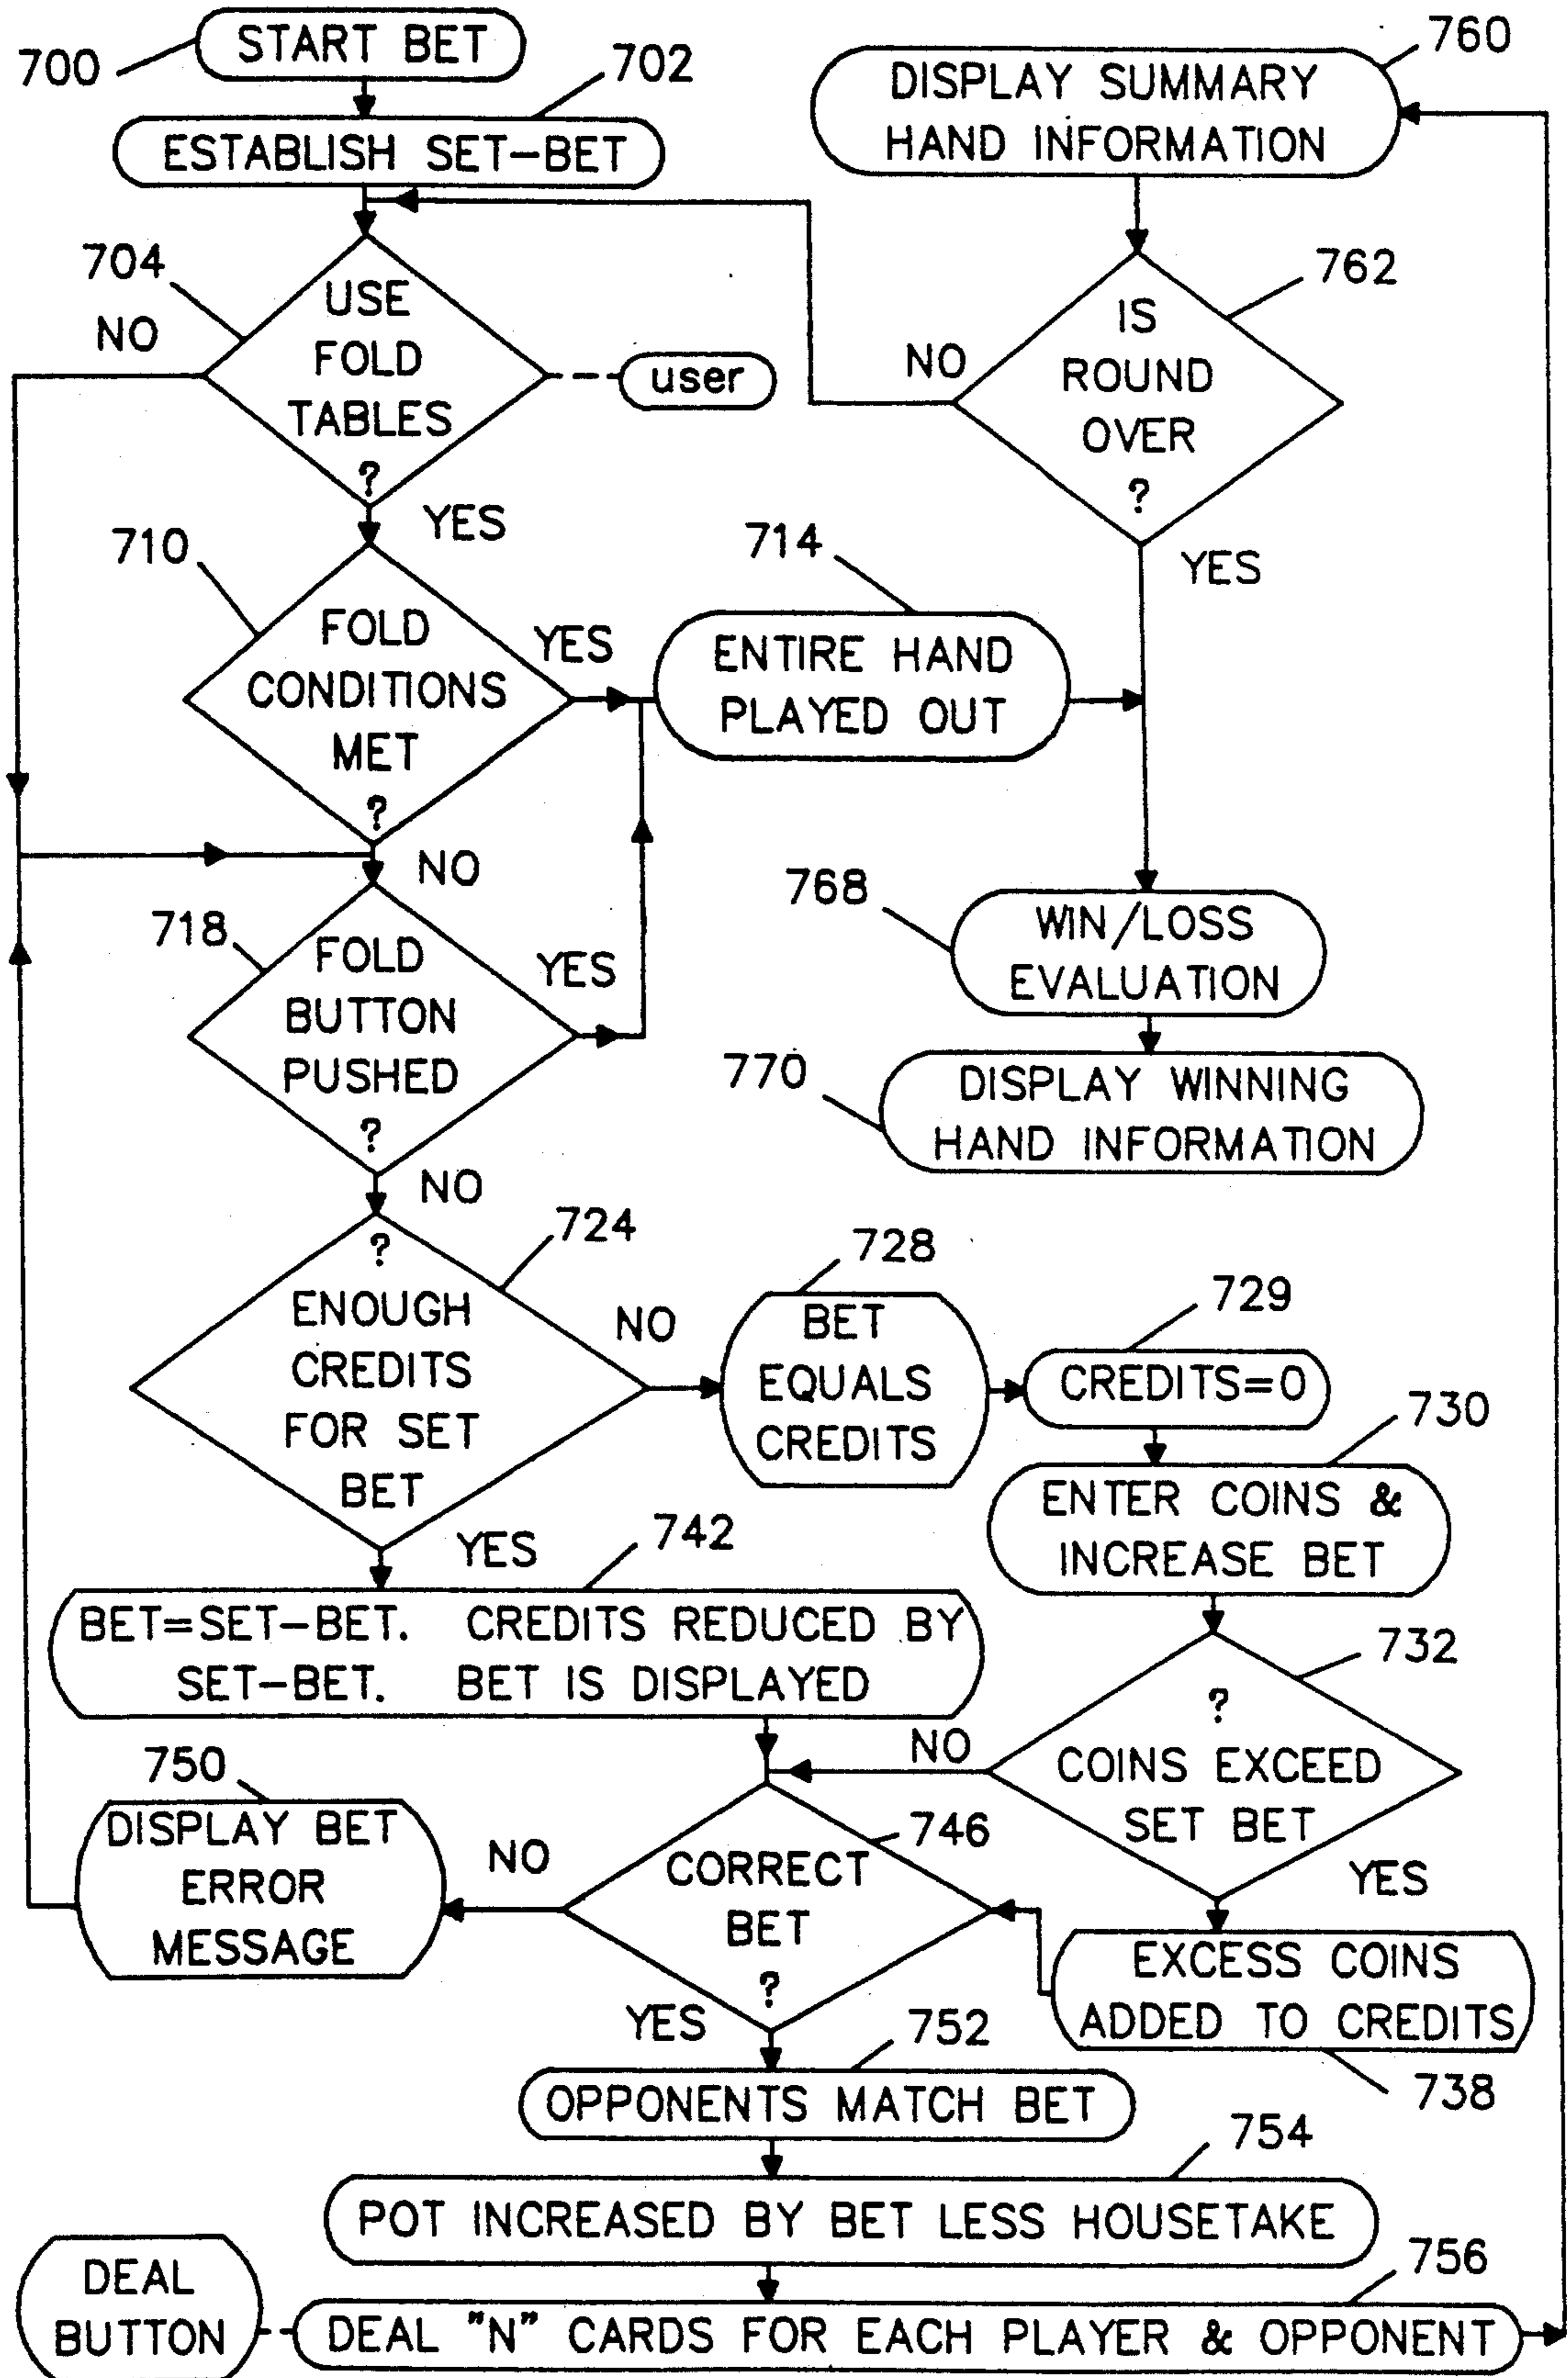 700
START BET
702
ESTABLISH SET-BET
704
USE
FOLD
TABLES
?
NO
YES
user
710
FOLD
CONDITIONS
MET
?
YES
NO
714
ENTIRE HAND
PLAYED OUT
718
FOLD
BUTTON
PUSHED
?
YES
NO
724
?
ENOUGH
CREDITS
FOR SET
BET
NO
YES
728
BET
EQUALS
CREDITS
729
CREDITS=0
730
ENTER COINS &
INCREASE BET
732
?
COINS EXCEED
SET BET
NO
YES
738
EXCESS COINS
ADDED TO CREDITS
742
BET=SET-BET. CREDITS REDUCED BY
SET-BET. BET IS DISPLAYED
746
CORRECT
BET
?
NO
YES
750
DISPLAY BET
ERROR
MESSAGE
752
OPPONENTS MATCH BET
754
POT INCREASED BY BET LESS HOUSETAKE
756
DEAL "N" CARDS FOR EACH PLAYER & OPPONENT
DEAL
BUTTON
760
DISPLAY SUMMARY
HAND INFORMATION
762
IS
ROUND
OVER
?
NO
YES
768
WIN/LOSS
EVALUATION
770
DISPLAY WINNING
HAND INFORMATION